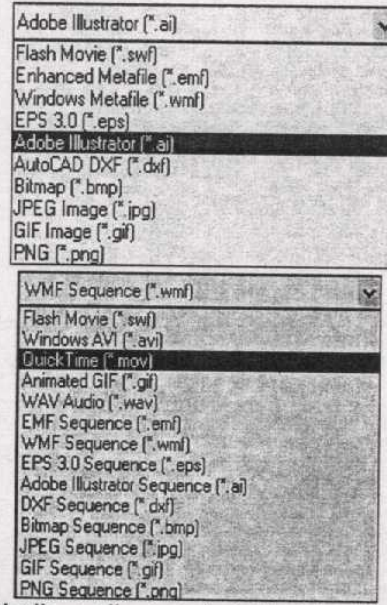 Adobe Illustrator (*.ai)
Flash Movie (*.swf)
Enhanced Metafile (*.emf)
Windows Metafile (*.wmf)
EPS 3.0 (*.eps)
Adobe Illustrator (*.ai)
AutoCAD DXF (*.dxf)
Bitmap (*.bmp)
JPEG Image (*.jpg)
GIF Image (*.gif)
PNG (*.png)
WMF Sequence (*.wmf)
Flash Movie (*.swf)
Windows AVI (*.avi)
QuickTime (*.mov)
Animated GIF (*.gif)
WAV Audio (*.wav)
EMF Sequence (*.emf)
WMF Sequence (*.wmf)
EPS 3.0 Sequence (*.eps)
Adobe Illustrator Sequence (*.ai)
DXF Sequence (*.dxf)
Bitmap Sequence (*.bmp)
JPEG Sequence (*.jpg)
GIF Sequence (*.gif)
PNG Sequence (*.png)